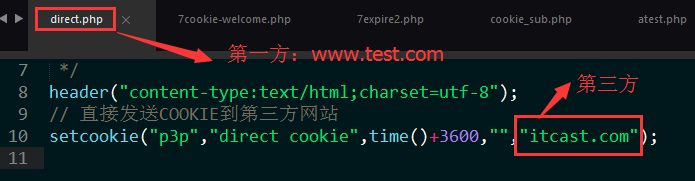 direct.php × 7cookie-welcome.php 7expire2.php cookie_sub.php atest.php
第一方：www.test.com
第三方
7 */
8 header("content-type:text/html;charset=utf-8");
9 // 直接发送COOKIE到第三方网站
10 setcookie("p3p","direct cookie",time()+3600,"","itcast.com");
11